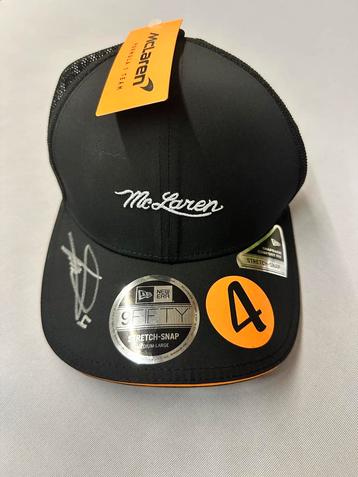 McLaren
FORMULA 1 TEAM
McLaren
NEW ERA
9FIFTY
STRETCH-SNAP
MEDIUM-LARGE
4
STRETCH-SNAP